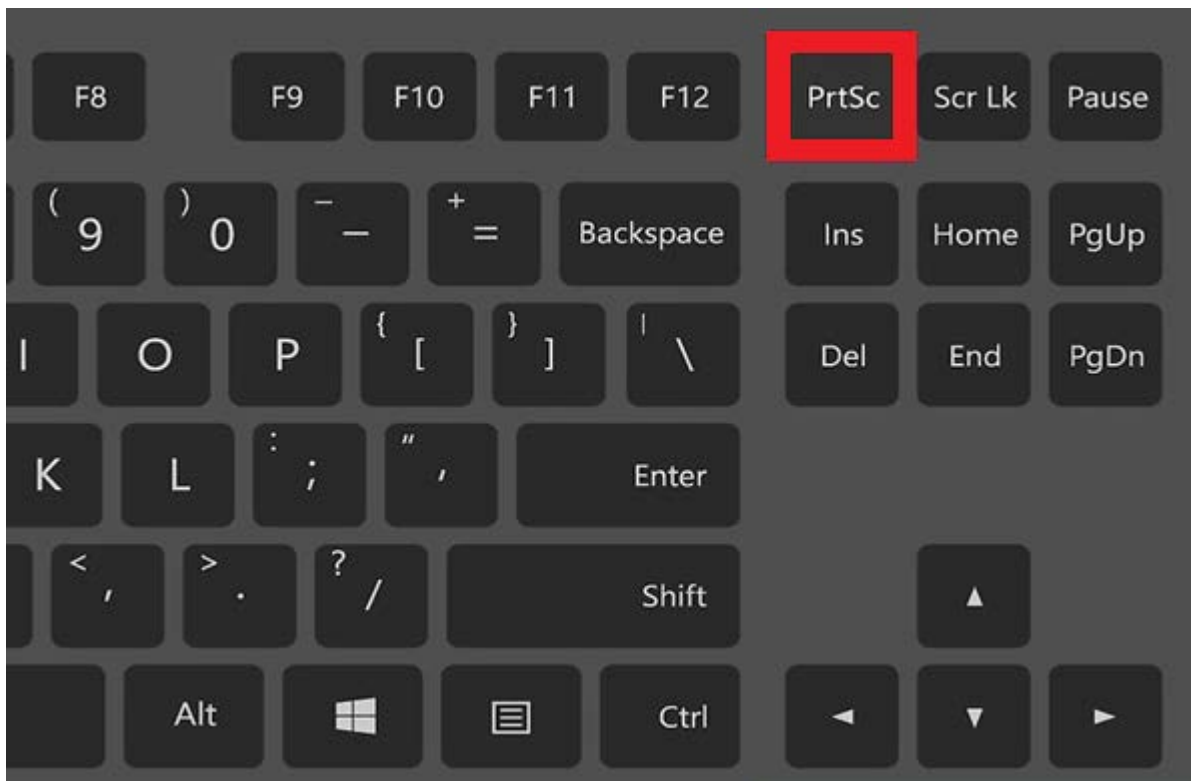 F8 F9 F10 F11 F12 PrtSc Scr Lk Pause
( 9 ) 0 _ - + = Backspace Ins Home PgUp
I O P { [ } ] | \ Del End PgDn
K L : ; " ' Enter
< , > . ? / Shift
Alt Ctrl